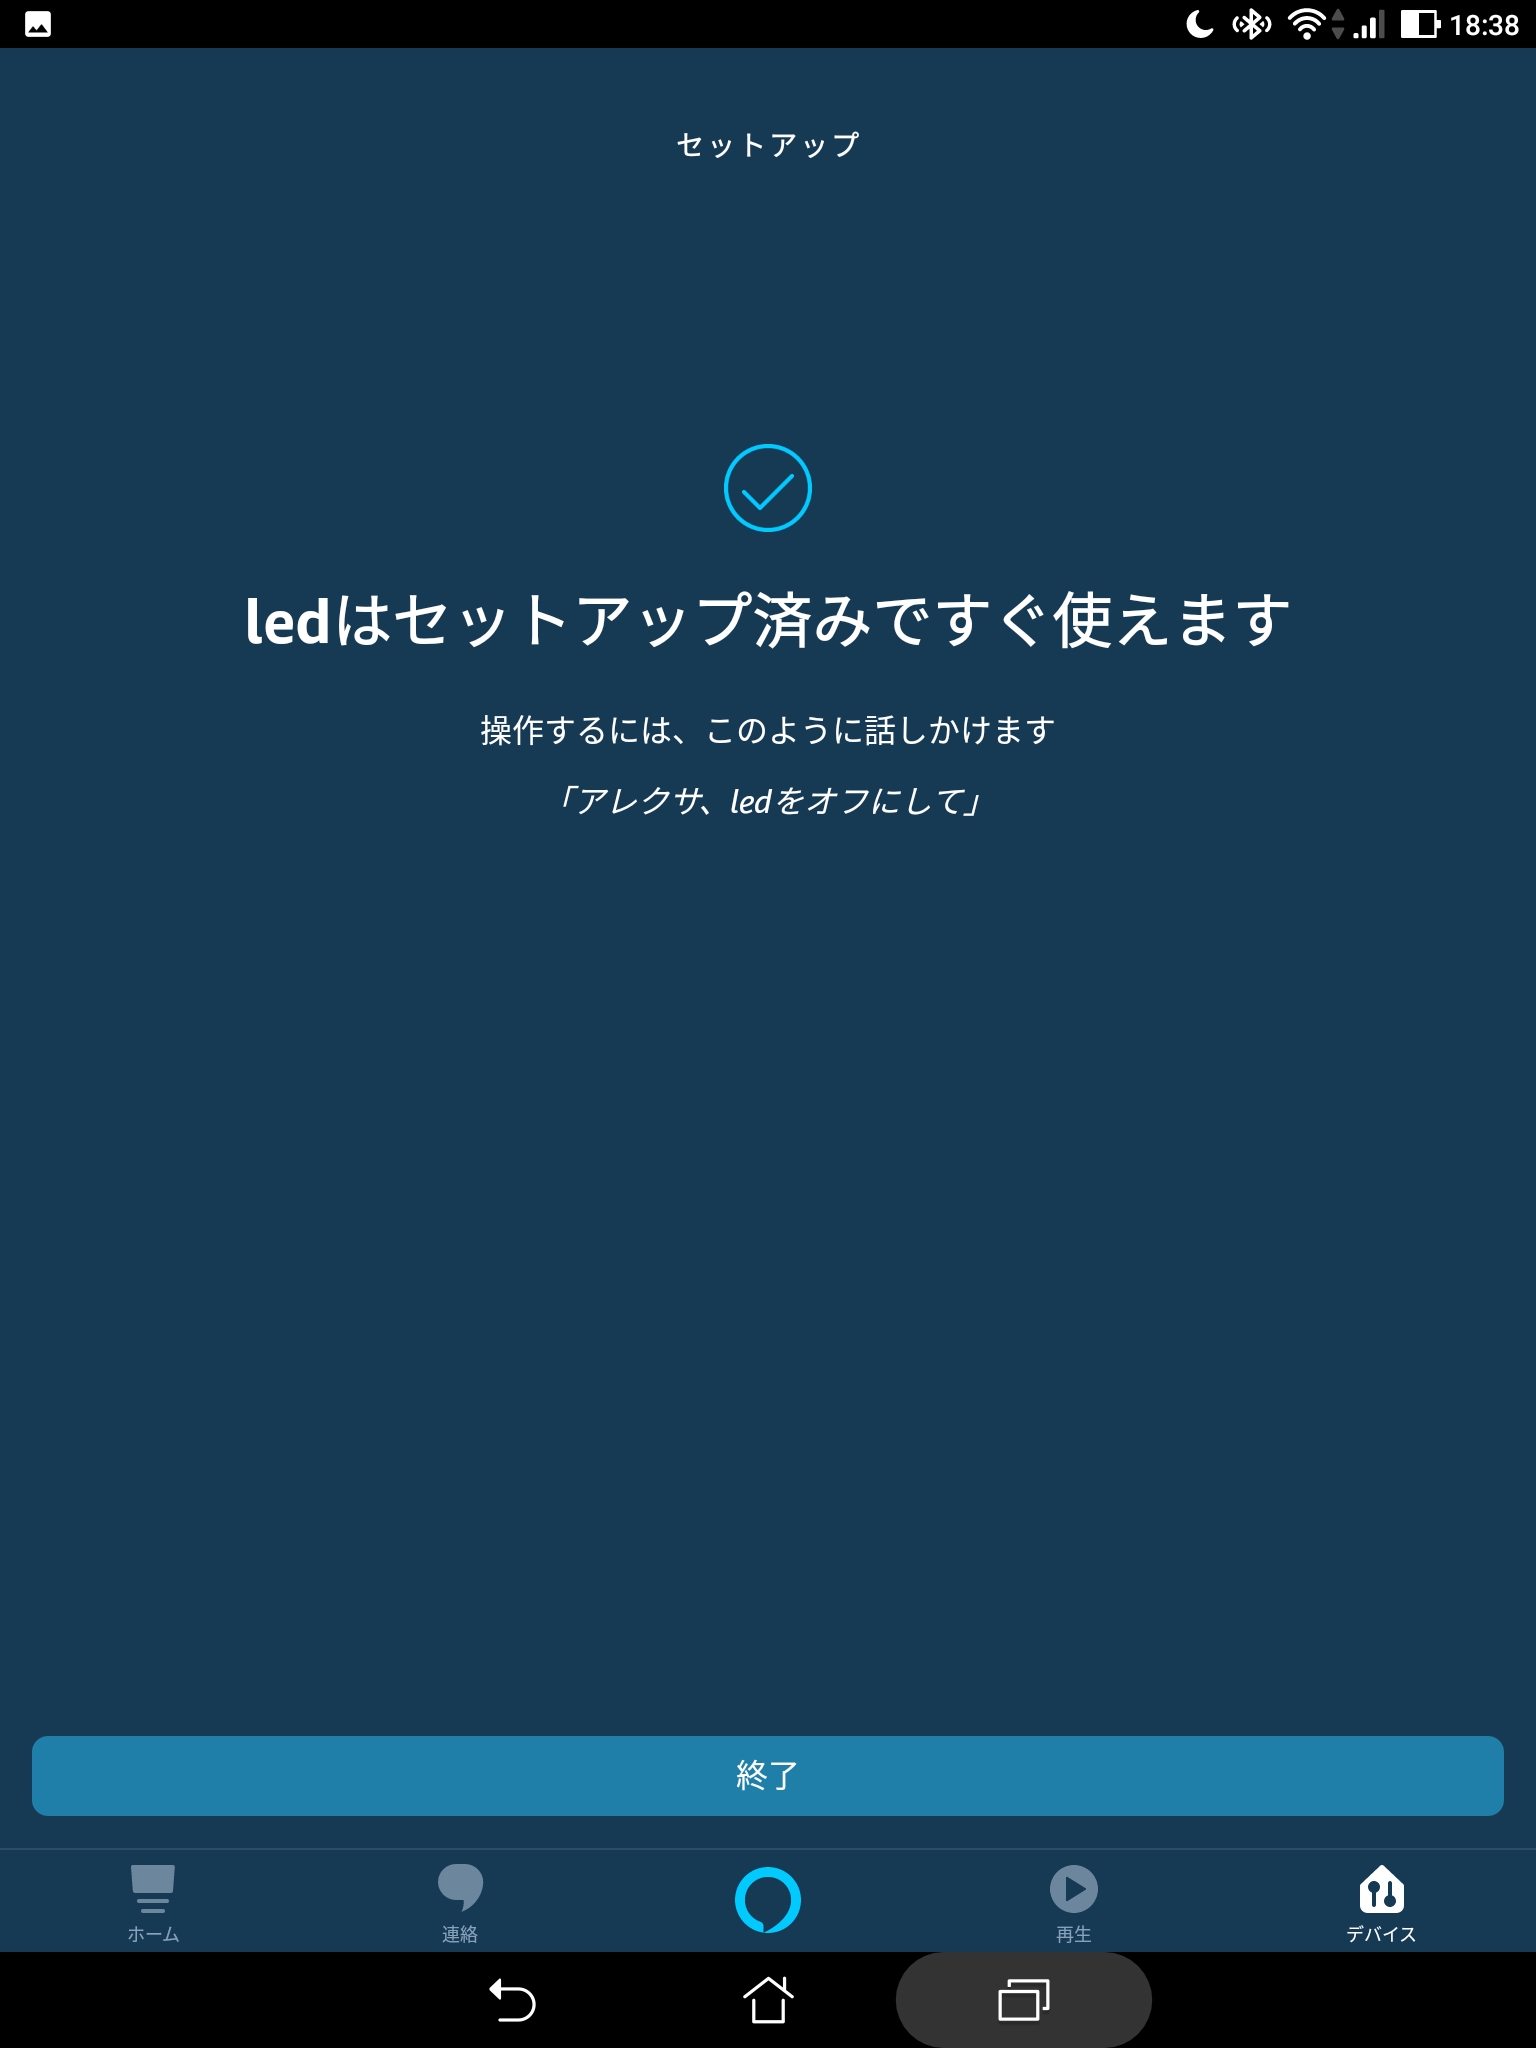 18:38
セットアップ
ledはセットアップ済みですぐ使えます
操作するには、このように話しかけます
「アレクサ、ledをオフにして」
終了
ホーム
連絡
再生
デバイス